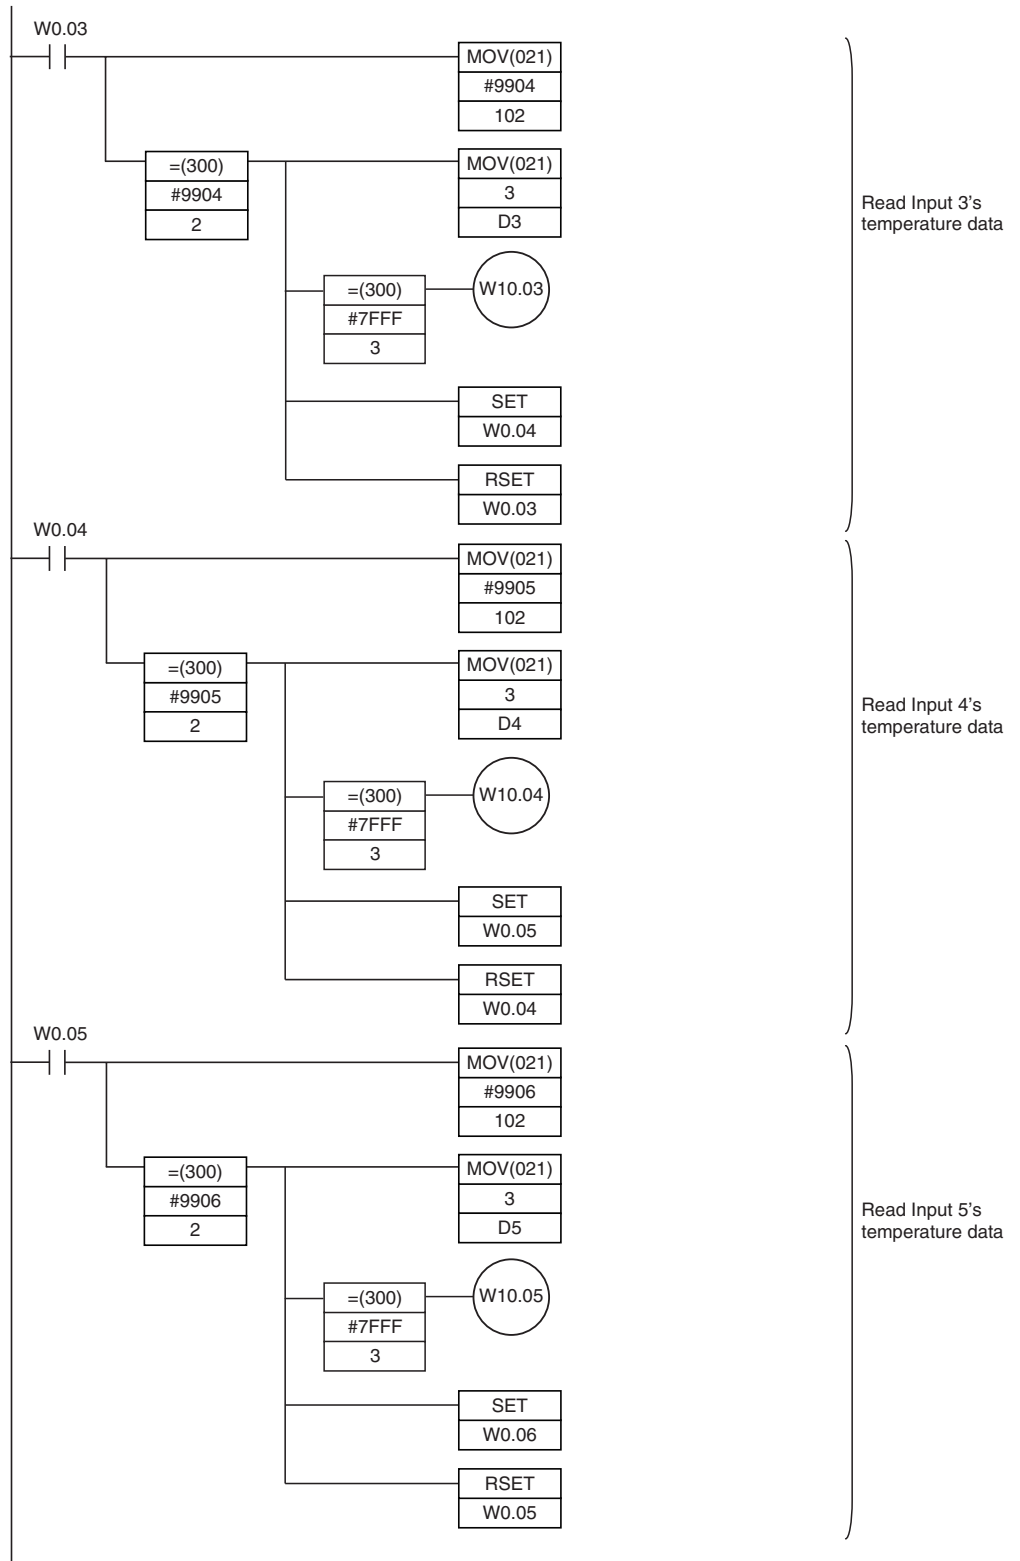 W0.03
MOV(021)
#9904
102
=(300)
#9904
2
MOV(021)
3
D3
Read Input 3's
temperature data
=(300)
#7FFF
3
W10.03
SET
W0.04
RSET
W0.03
W0.04
MOV(021)
#9905
102
=(300)
#9905
2
MOV(021)
3
D4
Read Input 4's
temperature data
=(300)
#7FFF
3
W10.04
SET
W0.05
RSET
W0.04
W0.05
MOV(021)
#9906
102
=(300)
#9906
2
MOV(021)
3
D5
Read Input 5's
temperature data
=(300)
#7FFF
3
W10.05
SET
W0.06
RSET
W0.05